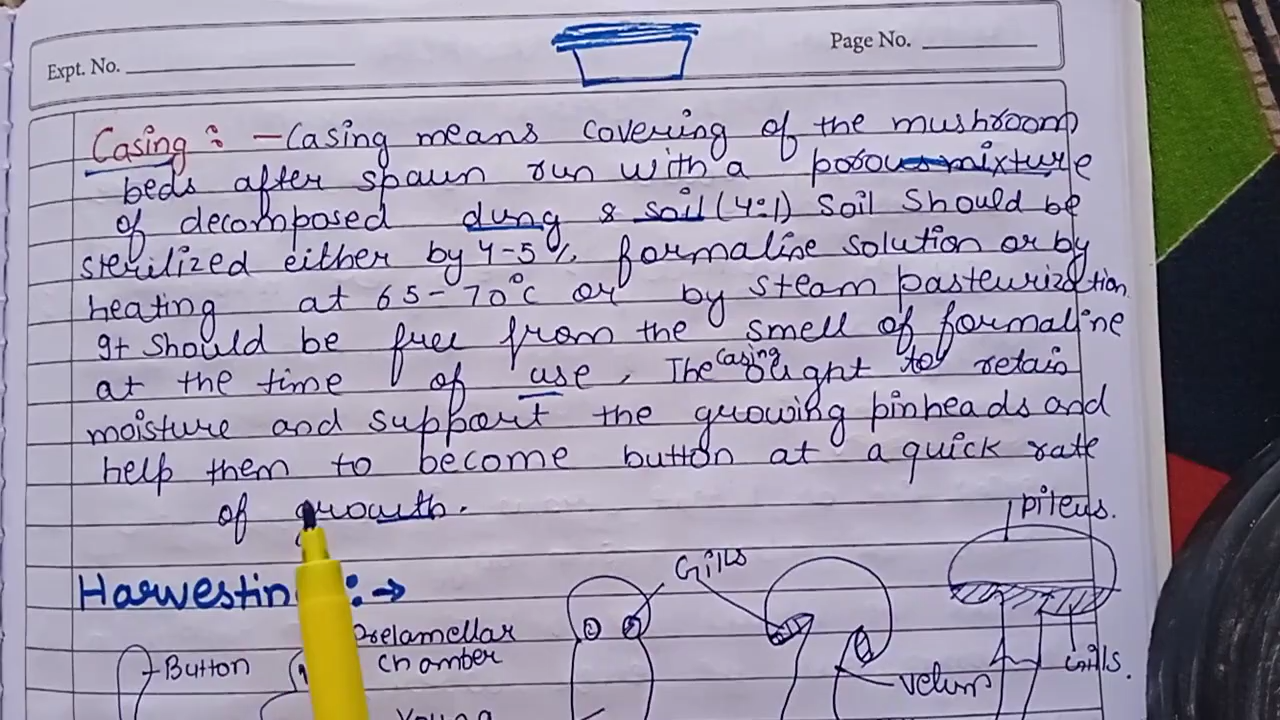 Expt. No.
Page No.
Casing : - Casing means covering of the mushroom
beds after spawn run with a porous mixture
of decomposed dung & soil (4:1) Soil Should be
sterilized either by 4-5% formaline solution or by
heating at 65-70°C or by steam pasteurization
It should be free from the smell of formaline
at the time of use, The casing ought to retain
moisture and support the growing pinheads and
help them to become button at a quick rate
of growth.
Harvesting :→
Pileus.
Gills
Prelamellar
chamber
Button
Gills.
Velum
Young